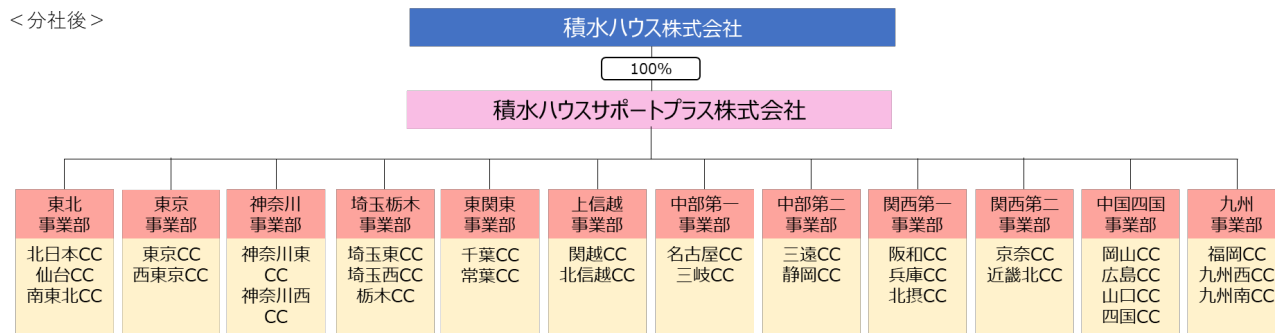 ＜分社後＞
積水ハウス株式会社
100%
積水ハウスサポートプラス株式会社
東北
事業部
北日本CC
仙台CC
南東北CC
東京
事業部
東京CC
西東京CC
神奈川
事業部
神奈川東
CC
神奈川西
CC
埼玉栃木
事業部
埼玉東CC
埼玉西CC
栃木CC
東関東
事業部
千葉CC
常葉CC
上信越
事業部
関越CC
北信越CC
中部第一
事業部
名古屋CC
三岐CC
中部第二
事業部
三遠CC
静岡CC
関西第一
事業部
阪和CC
兵庫CC
北摂CC
関西第二
事業部
京奈CC
近畿北CC
中国四国
事業部
岡山CC
広島CC
山口CC
四国CC
九州
事業部
福岡CC
九州西CC
九州南CC